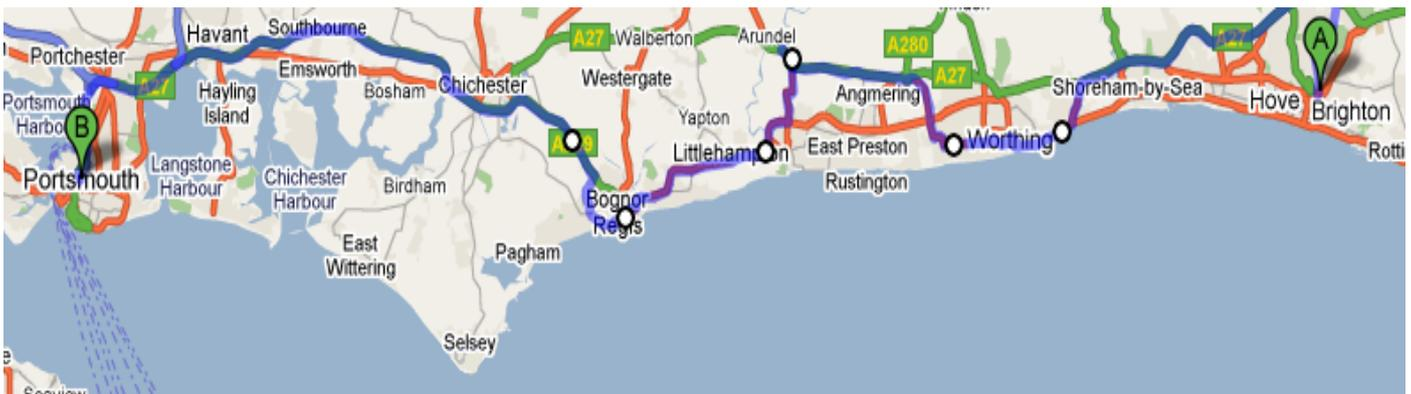 Havant
Southbourne
A27
Walberton
Arundel
A280
A27
A
Portchester
A27
Emsworth
Westergate
A27
Chichester
Bosham
Hayling
Island
Angmering
Shoreham-by-Sea
Hove
Brighton
Portsmouth
B
Yapton
Langstone
Harbour
Chichester
Harbour
Birdham
Littlehampton
East Preston
Worthing
Portsmouth
Rustington
Bognor
Regis
East
Wittering
Pagham
Selsey